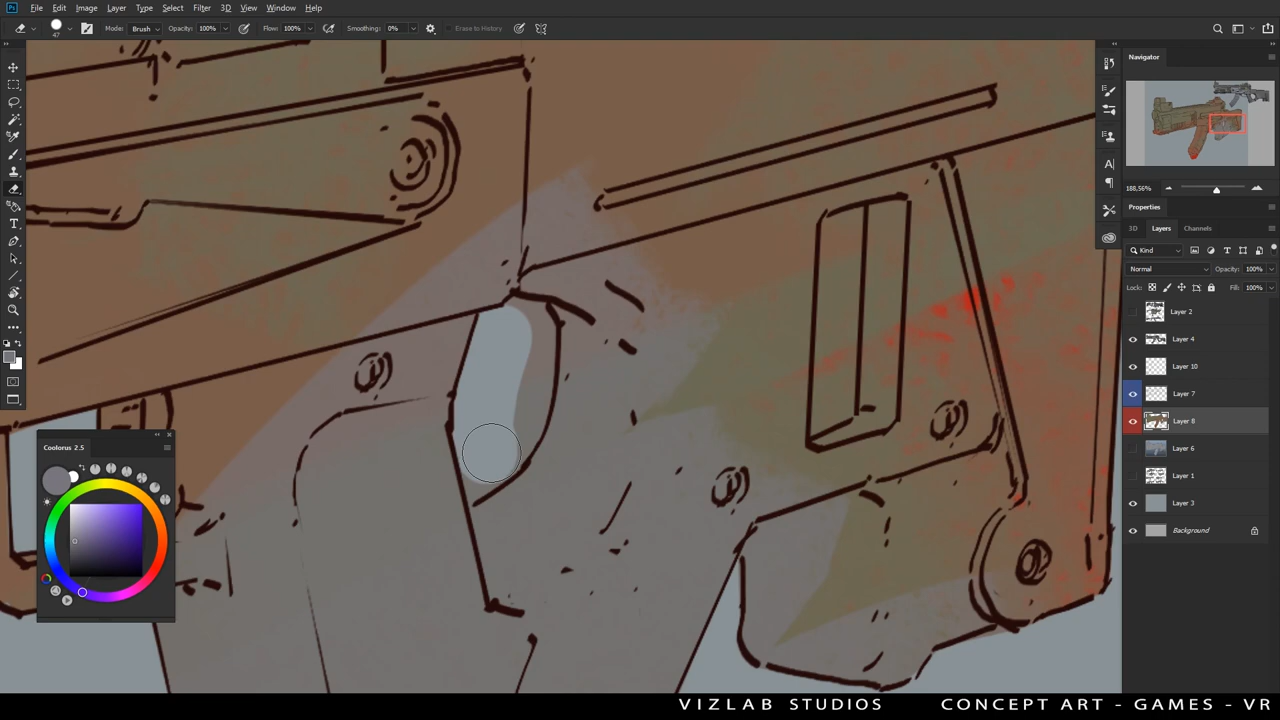 File Edit Image Layer Type Select Filter 3D View Window Help
47 Mode: Brush Opacity: 100% Flow: 100% Smoothing: 0% Erase to History
Navigator
188,56%
Properties
3D Layers Channels
Kind
Normal Opacity: 100%
Lock: Fill: 100%
Layer 2
Layer 4
Layer 10
Layer 7
Layer 8
Layer 6
Layer 1
Layer 3
Background
Coolorus 2.5
VIZLAB STUDIOS CONCEPT ART - GAMES - VR